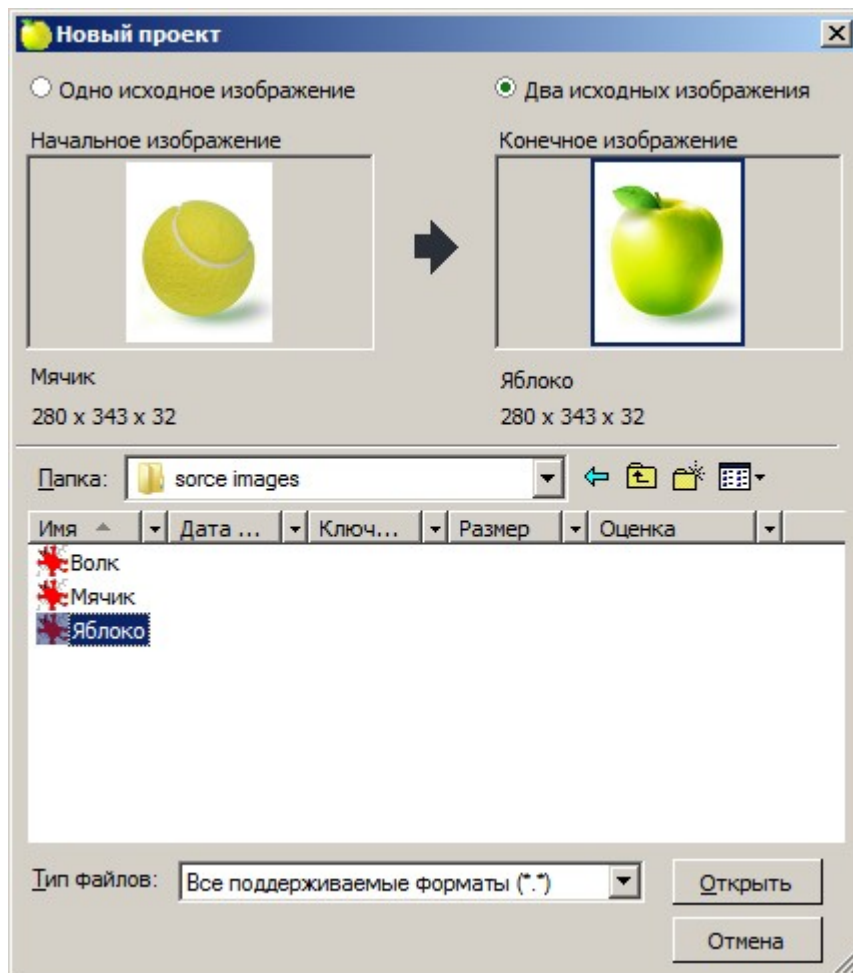 Новый проект
Одно исходное изображение
Два исходных изображения
Начальное изображение
Конечное изображение
Мячик
Яблоко
280 x 343 x 32
280 x 343 x 32
Папка: sorce images
Имя Дата ... Ключ... Размер Оценка
Волк
Мячик
Яблоко
Тип файлов: Все поддерживаемые форматы (*.*) Открыть
Отмена